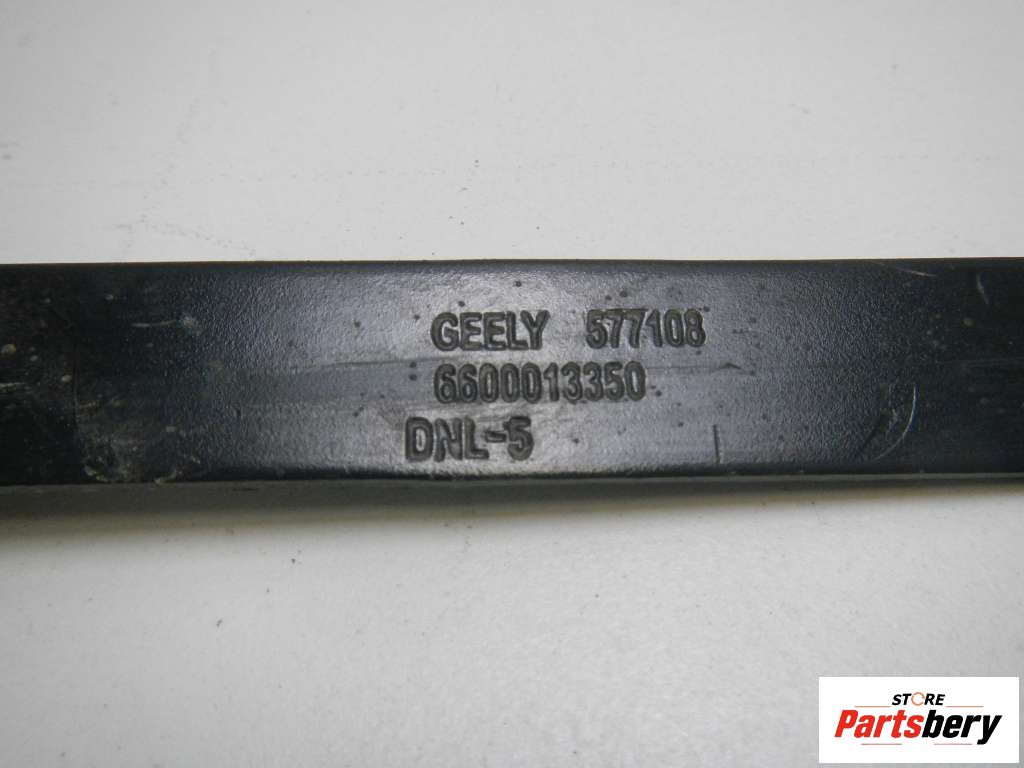 GEELY 577108
6600013350
DNL-5
STORE
Partsbery